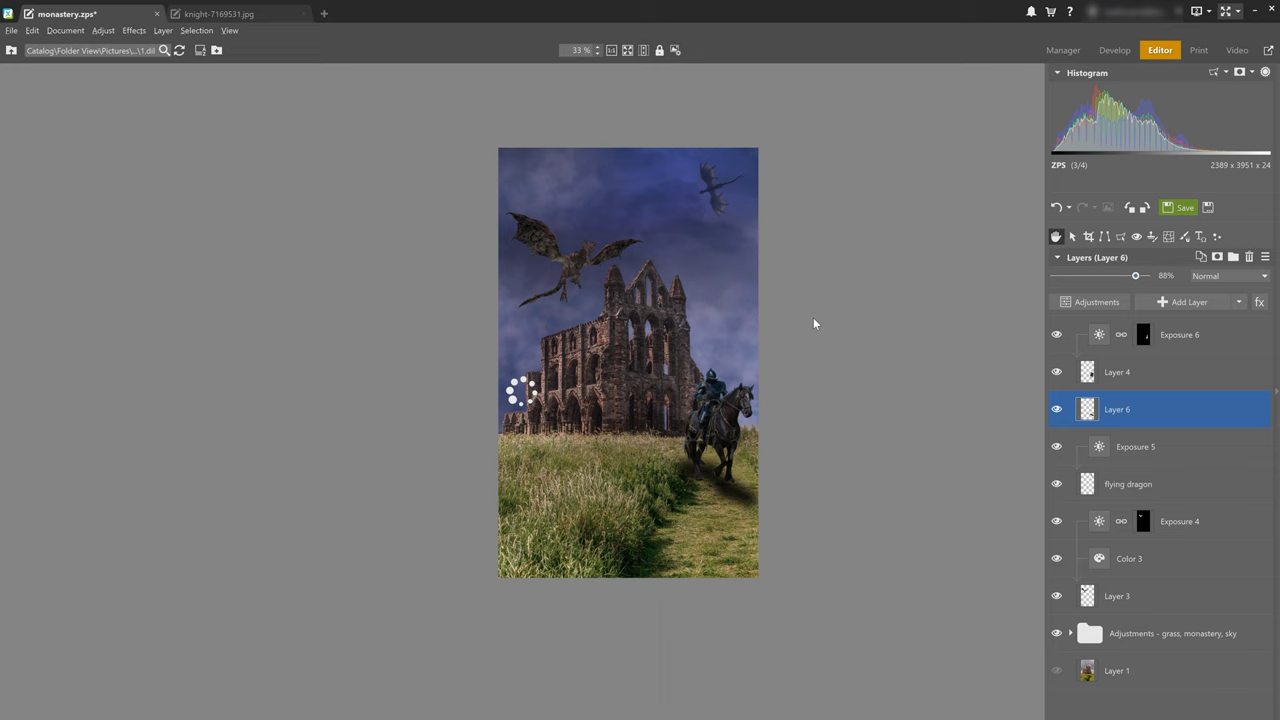 monastery.zps*
knight-7169531.jpg
File Edit Document Adjust Effects Layer Selection View
Catalog\Folder View\Pictures\...\1.díl
33 %
Manager Develop Editor Print Video
Histogram
ZPS (3/4) 2389 x 3951 x 24
Save
Layers (Layer 6)
88% Normal
Adjustments Add Layer fx
Exposure 6
Layer 4
Layer 6
Exposure 5
flying dragon
Exposure 4
Color 3
Layer 3
Adjustments - grass, monastery, sky
Layer 1